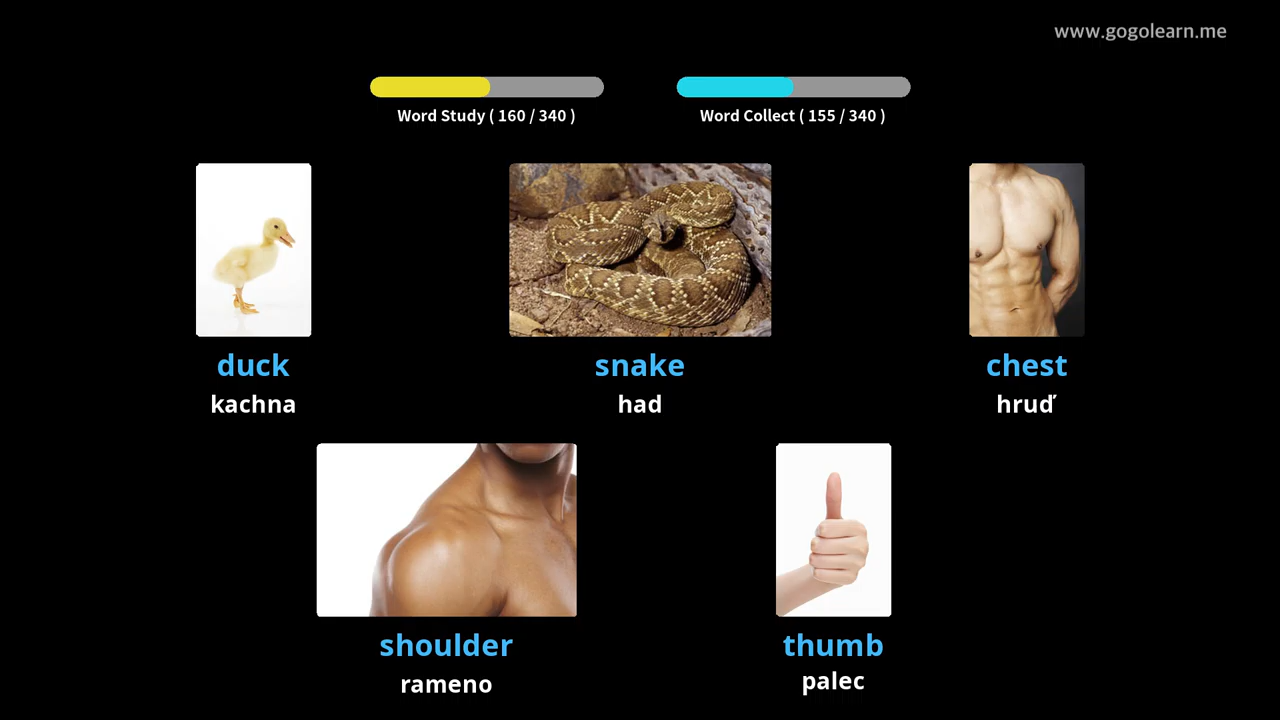 www.gogolearn.me
Word Study ( 160 / 340 )
Word Collect ( 155 / 340 )
duck
kachna
snake
had
chest
hruď
shoulder
rameno
thumb
palec